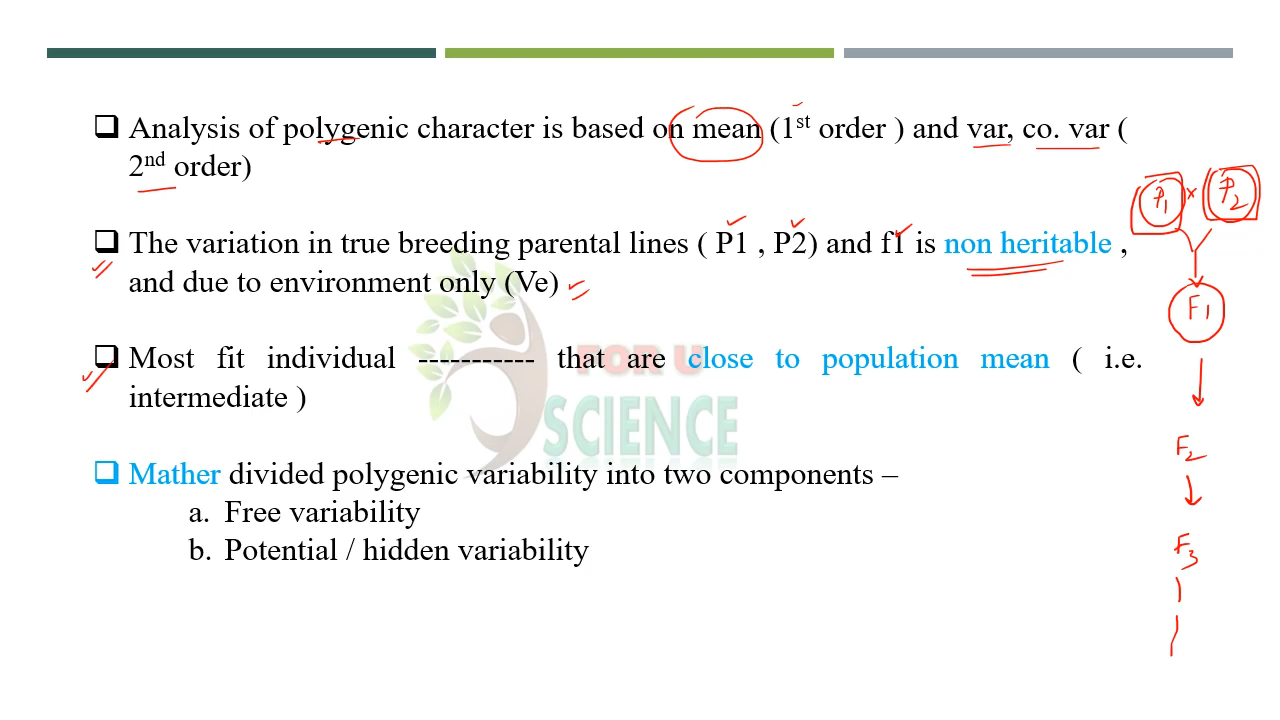 Analysis of polygenic character is based on mean (1st order ) and var, co. var (
2nd order)
The variation in true breeding parental lines ( P1 , P2) and f1 is non heritable ,
and due to environment only (Ve)
Most fit individual ----------- that are close to population mean ( i.e.
intermediate )
Mather divided polygenic variability into two components –
a. Free variability
b. Potential / hidden variability
FOR U
SCIENCE
P1 × P2
F1
F2
F3